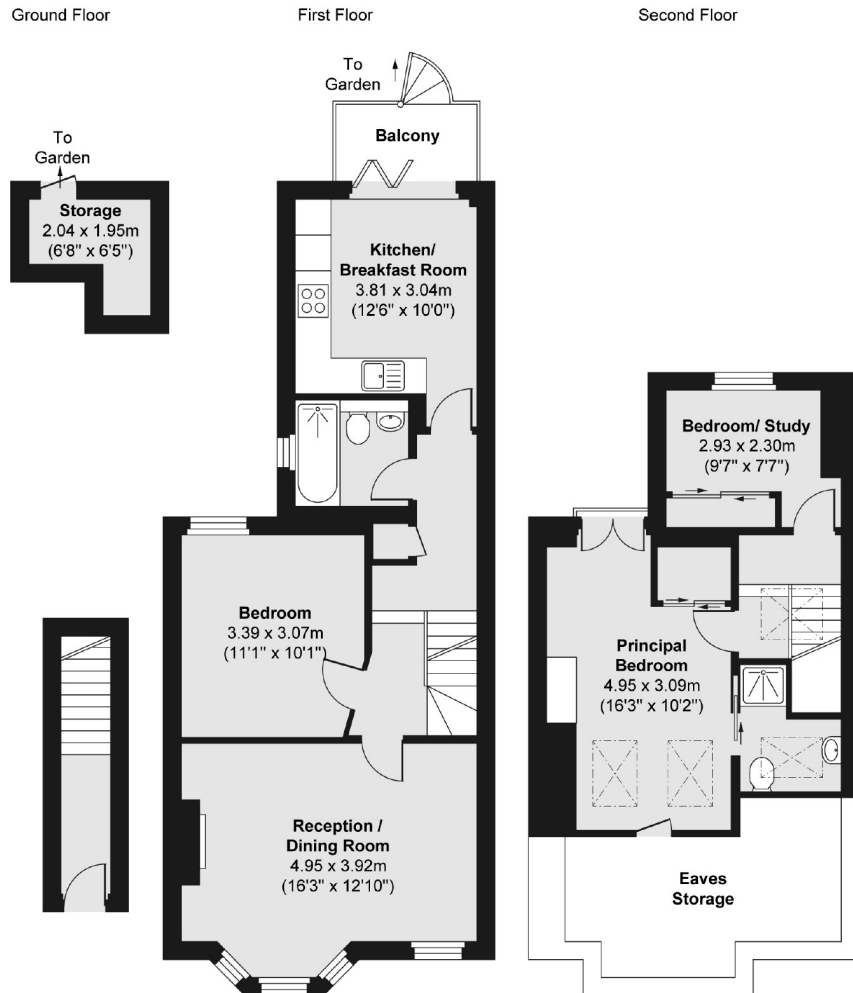 Ground Floor
First Floor
Second Floor
To
Garden
Balcony
To
Garden
Storage
2.04 x 1.95m
(6'8" x 6'5")
Kitchen/
Breakfast Room
3.81 x 3.04m
(12'6" x 10'0")
Bedroom/ Study
2.93 x 2.30m
(9'7" x 7'7")
Bedroom
3.39 x 3.07m
(11'1" x 10'1")
Principal
Bedroom
4.95 x 3.09m
(16'3" x 10'2")
Reception /
Dining Room
4.95 x 3.92m
(16'3" x 12'10")
Eaves
Storage